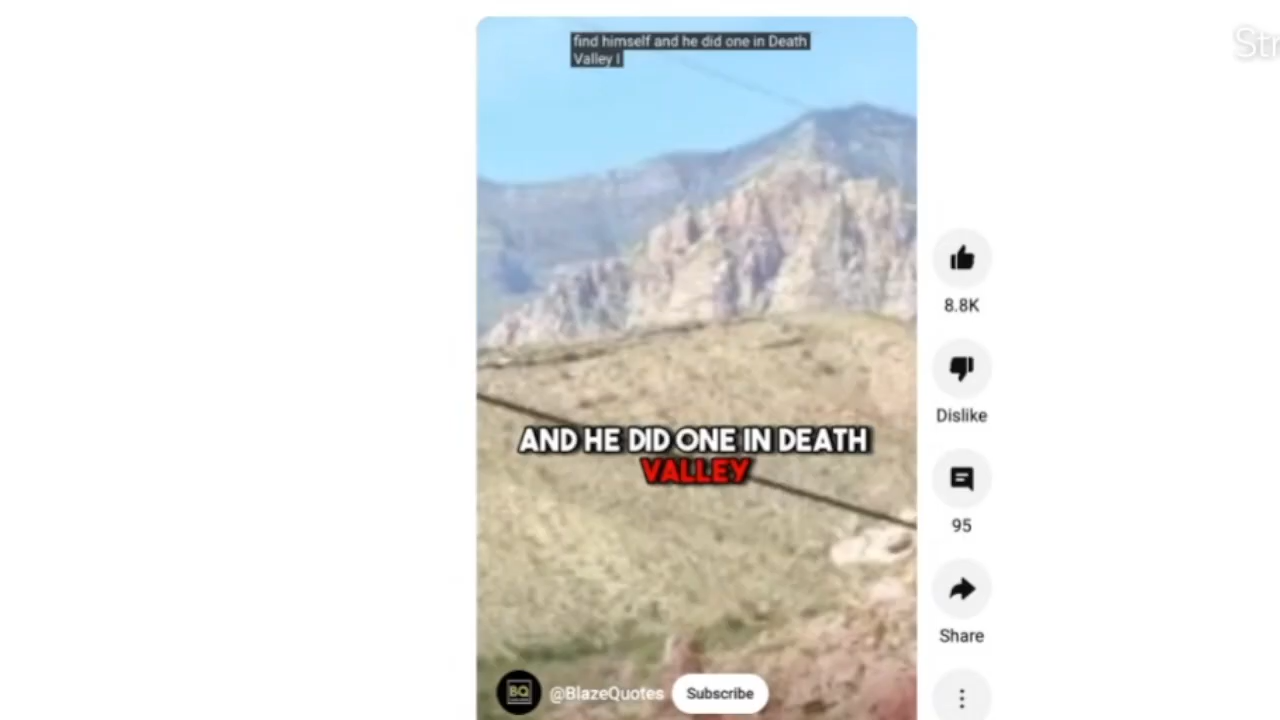 find himself and he did one in Death
Valley I
8.8K
Dislike
AND HE DID ONE IN DEATH
VALLEY
95
Share
BQ
@BlazeQuotes
Subscribe